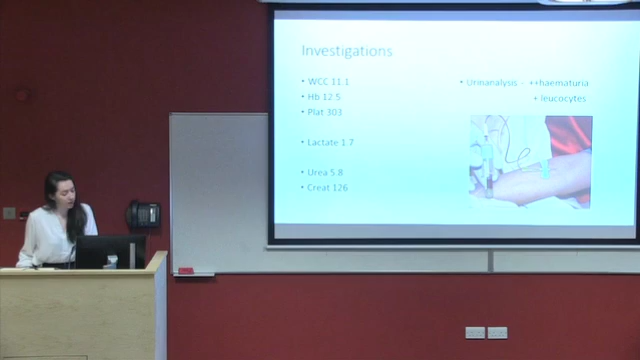 Investigations
• WCC 11.1
• Hb 12.5
• Plat 303
• Lactate 1.7
• Urea 5.8
• Creat 126
• Urinanalysis - ++haematuria
+ leucocytes